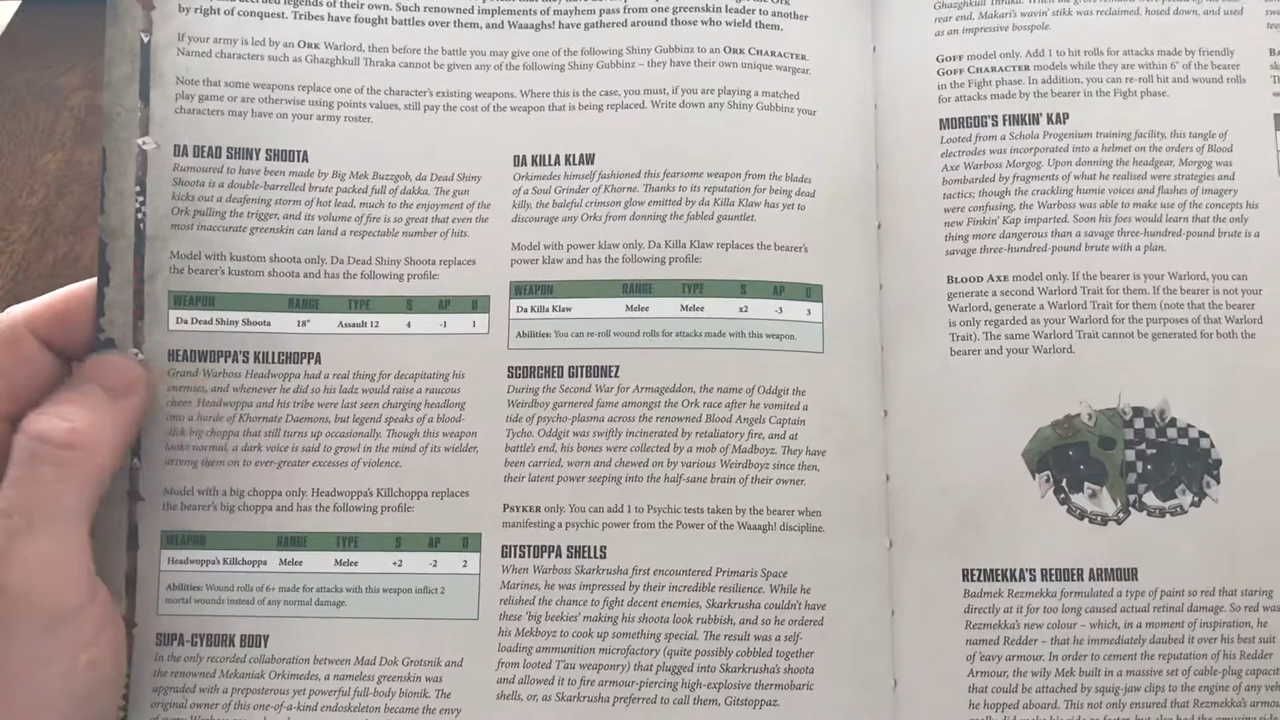 legends of their own. Such renowned implements of mayhem pass from one greenskin leader to another
by right of conquest. Tribes have fought battles over them, and Waaaghs! have gathered around those who wield them.
If your army is led by an ORK WARLORD, then before the battle you may give one of the following Shiny Gubbinz to an ORK CHARACTER.
Named characters such as Ghazghkull Thraka cannot be given any of the following Shiny Gubbinz – they have their own unique wargear.
Note that some weapons replace one of the character's existing weapons. Where this is the case, you must, if you are playing a matched
play game or are otherwise using points values, still pay the cost of the weapon that is being replaced. Write down any Shiny Gubbinz your
characters may have on your army roster.
DA DEAD SHINY SHOOTA
Rumoured to have been made by Big Mek Buzzgob, da Dead Shiny
Shoota is a double-barrelled brute packed full of dakka. The gun
kicks out a deafening storm of hot lead, much to the enjoyment of the
Ork pulling the trigger, and its volume of fire is so great that even the
most inaccurate greenskin can land a respectable number of hits.
Model with kustom shoota only. Da Dead Shiny Shoota replaces
the bearer's kustom shoota and has the following profile:
WEAPON RANGE TYPE S AP D
Da Dead Shiny Shoota 18" Assault 12 4 -1 1
HEADWOPPA'S KILLCHOPPA
Grand Warboss Headwoppa had a real thing for decapitating his
enemies, and whenever he did so his ladz would raise a raucous
cheer. Headwoppa and his tribe were last seen charging headlong
into a horde of Khornate Daemons, but legend speaks of a blood-
slick big choppa that still turns up occasionally. Though this weapon
looks normal, a dark voice is said to growl in the mind of its wielder,
driving them on to ever-greater excesses of violence.
Model with a big choppa only. Headwoppa's Killchoppa replaces
the bearer's big choppa and has the following profile:
WEAPON RANGE TYPE S AP D
Headwoppa's Killchoppa Melee Melee +2 -2 2
Abilities: Wound rolls of 6+ made for attacks with this weapon inflict 2
mortal wounds instead of any normal damage.
SUPA-CYBORK BODY
In the only recorded collaboration between Mad Dok Grotsnik and
the renowned Mekaniak Orkimedes, a nameless greenskin was
upgraded with a preposterous yet powerful full-body bionik. The
original owner of this one-of-a-kind endoskeleton became the envy
DA KILLA KLAW
Orkimedes himself fashioned this fearsome weapon from the blades
of a Soul Grinder of Khorne. Thanks to its reputation for being dead
killy, the baleful crimson glow emitted by da Killa Klaw has yet to
discourage any Orks from donning the fabled gauntlet.
Model with power klaw only. Da Killa Klaw replaces the bearer's
power klaw and has the following profile:
WEAPON RANGE TYPE S AP D
Da Killa Klaw Melee Melee x2 -3 3
Abilities: You can re-roll wound rolls for attacks made with this weapon.
SCORCHED GITBONEZ
During the Second War for Armageddon, the name of Oddgit the
Weirdboy garnered fame amongst the Ork race after he vomited a
tide of psycho-plasma across the renowned Blood Angels Captain
Tycho. Oddgit was swiftly incinerated by retaliatory fire, and at
battle's end, his bones were collected by a mob of Madboyz. They have
been carried, worn and chewed on by various Weirdboyz since then,
their latent power seeping into the half-sane brain of their owner.
PSYKER only. You can add 1 to Psychic tests taken by the bearer when
manifesting a psychic power from the Power of the Waaagh! discipline.
GITSTOPPA SHELLS
When Warboss Skarkrusha first encountered Primaris Space
Marines, he was impressed by their incredible resilience. While he
relished the chance to fight decent enemies, Skarkrusha couldn't have
these 'big beekies' making his shoota look rubbish, and so he ordered
his Mekboyz to cook up something special. The result was a self-
loading ammunition microfactory (quite possibly cobbled together
from looted T'au weaponry) that plugged into Skarkrusha's shoota
and allowed it to fire armour-piercing high-explosive thermobaric
shells, or, as Skarkrusha preferred to call them, Gitstoppaz.
rear end, Makari's wavin' stikk was reclaimed, hosed down, and used
as an impressive bosspole.
GOFF model only. Add 1 to hit rolls for attacks made by friendly
GOFF CHARACTER models while they are within 6" of the bearer
in the Fight phase. In addition, you can re-roll hit and wound rolls
for attacks made by the bearer in the Fight phase.
MORGOG'S FINKIN' KAP
Looted from a Schola Progenium training facility, this tangle of
electrodes was incorporated into a helmet on the orders of Blood
Axe Warboss Morgog. Upon donning the headgear, Morgog was
bombarded by fragments of what he realised were strategies and
tactics; though the crackling humie voices and flashes of imagery
were confusing, the Warboss was able to make use of the concepts his
new Finkin' Kap imparted. Soon his foes would learn that the only
thing more dangerous than a savage three-hundred-pound brute is a
savage three-hundred-pound brute with a plan.
BLOOD AXE model only. If the bearer is your Warlord, you can
generate a second Warlord Trait for them. If the bearer is not your
Warlord, generate a Warlord Trait for them (note that the bearer
is only regarded as your Warlord for the purposes of that Warlord
Trait). The same Warlord Trait cannot be generated for both the
bearer and your Warlord.
REZMEKKA'S REDDER ARMOUR
Badmek Rezmekka formulated a type of paint so red that staring
directly at it for too long caused actual retinal damage. So red was
Rezmekka's new colour – which, in a moment of inspiration, he
named Redder – that he immediately daubed it over his best suit
of 'eavy armour. In order to cement the reputation of his Redder
Armour, the wily Mek built in a massive set of cable-plug
that could be attached by squig-jaw clips to the engine of any
he hopped aboard. This not only ensured that Rezmekka's